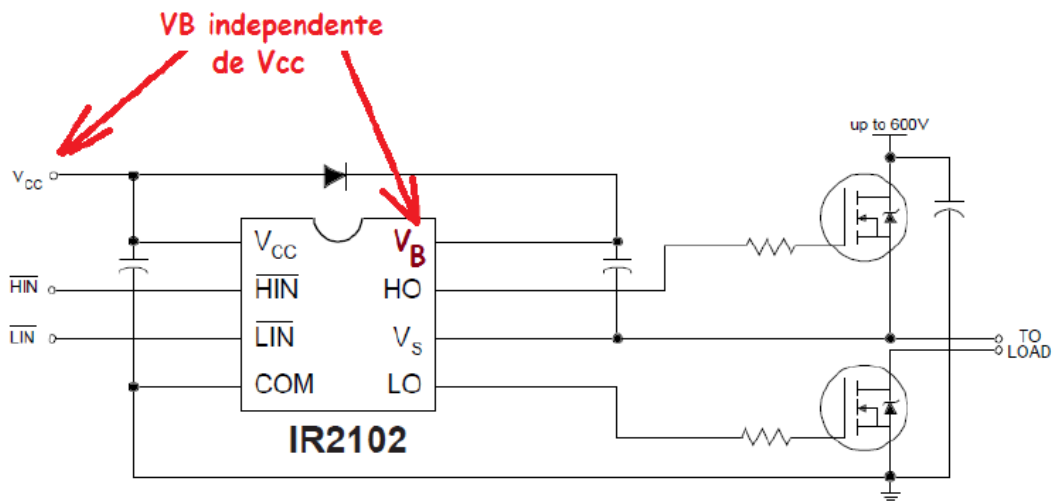 VB independente
de Vcc
up to 600V
VCC
VCC
VB
HIN
HIN
HO
LIN
LIN
VS
TO
LOAD
COM
LO
IR2102